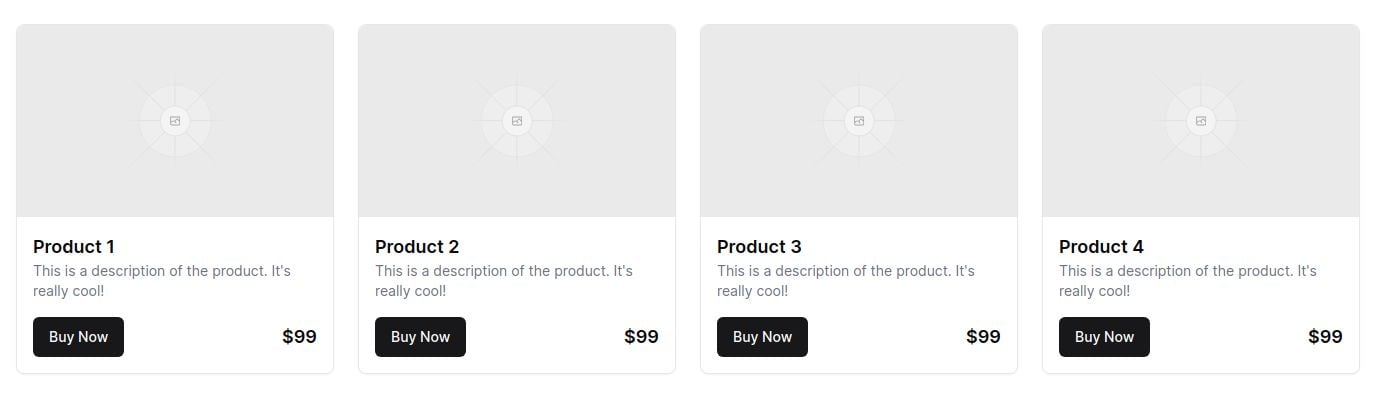 Product 1
This is a description of the product. It's
really cool!
Buy Now
$99
Product 2
This is a description of the product. It's
really cool!
Buy Now
$99
Product 3
This is a description of the product. It's
really cool!
Buy Now
$99
Product 4
This is a description of the product. It's
really cool!
Buy Now
$99